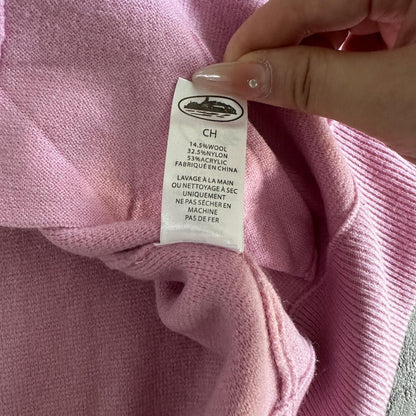 CH
14.5%WOOL
32.5%NYLON
53%ACRYLIC
FABRIQUÉ EN CHINA
LAVAGE À LA MAIN
OU NETTOYAGE À SEC
UNIQUEMENT
NE PAS SÉCHER EN
MACHINE
PAS DE FER